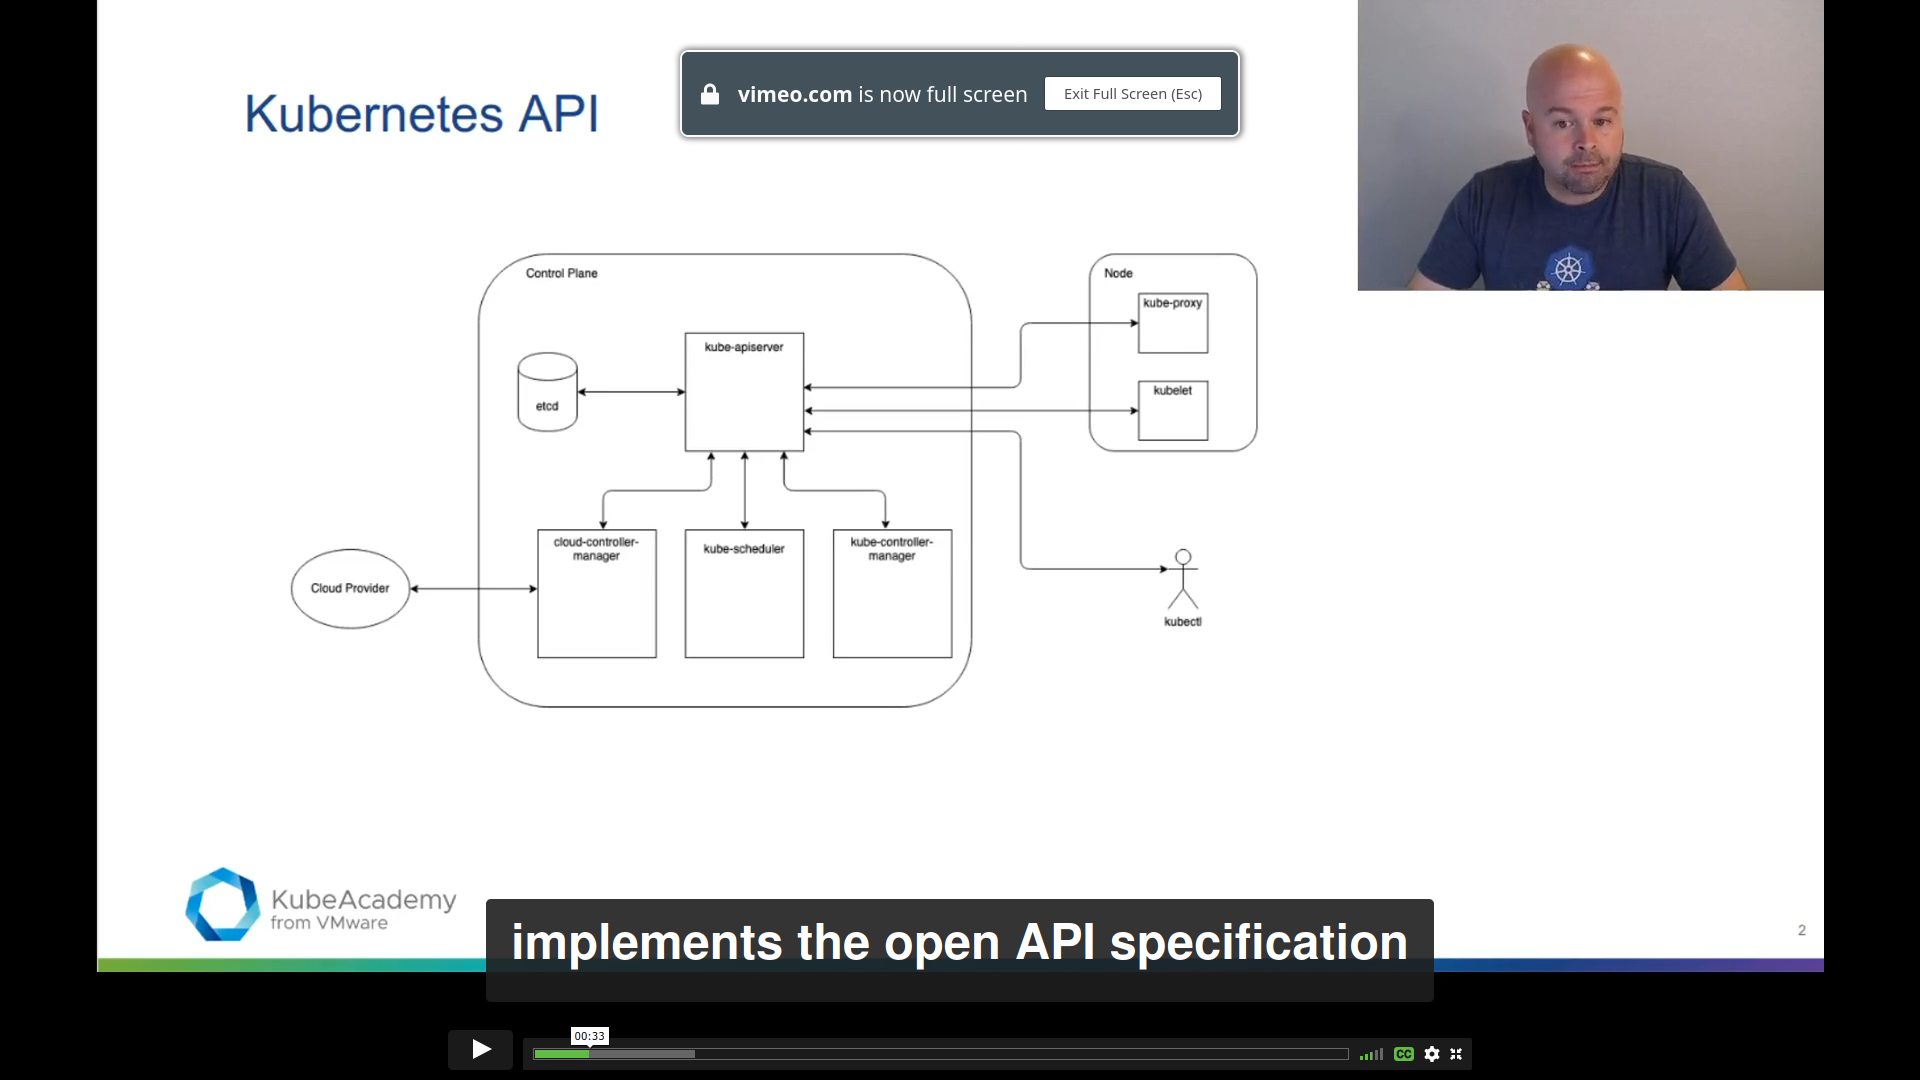 Kubernetes API
vimeo.com is now full screen
Exit Full Screen (Esc)
Control Plane
Node
kube-proxy
kube-apiserver
kubelet
etcd
cloud-controller-
manager
kube-scheduler
kube-controller-
manager
Cloud Provider
kubectl
KubeAcademy
from VMware
2
implements the open API specification
00:33
CC